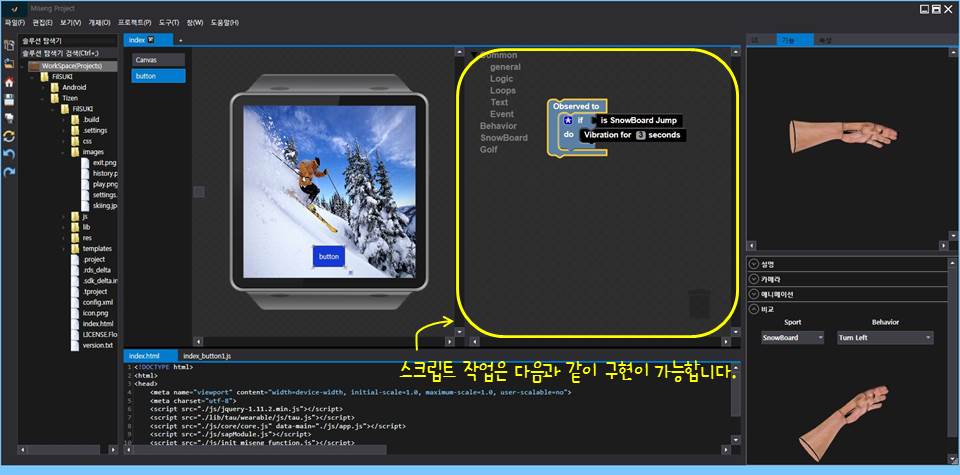 Miseng Project
파일(F) 편집(E) 보기(V) 개체(O) 프로젝트(P) 도구(T) 창(W) 도움말(H)
솔루션 탐색기
솔루션 탐색기 검색(Ctrl+;)
WorkSpace(Projects)
FilSUKI
Android
Tizen
FilSUKI
.build
.settings
css
images
exit.png
history.p
play.png
settings.
skiing.jp
js
lib
res
templates
.project
.rds_delta
.sdk_delta.in
.tproject
config.xml
icon.png
index.html
LICENSE.Flo
version.txt
index
+
Canvas
button
button
Common
general
Logic
Loops
Text
Event
Behavior
SnowBoard
Golf
Observed to
if is SnowBoard Jump
do Vibration for 3 seconds
스크립트 작업은 다음과 같이 구현이 가능합니다.
index.html index_button1.js
1 <!DOCTYPE html>
2 <html>
3 <head>
4 <meta name="viewport" content="width=device-width, initial-scale=1.0, maximum-scale=1.0, user-scalable=no">
5 <meta charset="utf-8">
6 <script src="./js/jquery-1.11.2.min.js"></script>
7 <script src="./lib/tau/wearable/js/tau.js"></script>
8 <script src="./js/core/core.js" data-main="./js/app.js"></script>
9 <script src="./js/sapModule.js"></script>
10 <script src="./js/init miseng function.js"></script>
UI 기능 속성
설명
카메라
애니메이션
비교
Sport Behavior
SnowBoard Turn Left